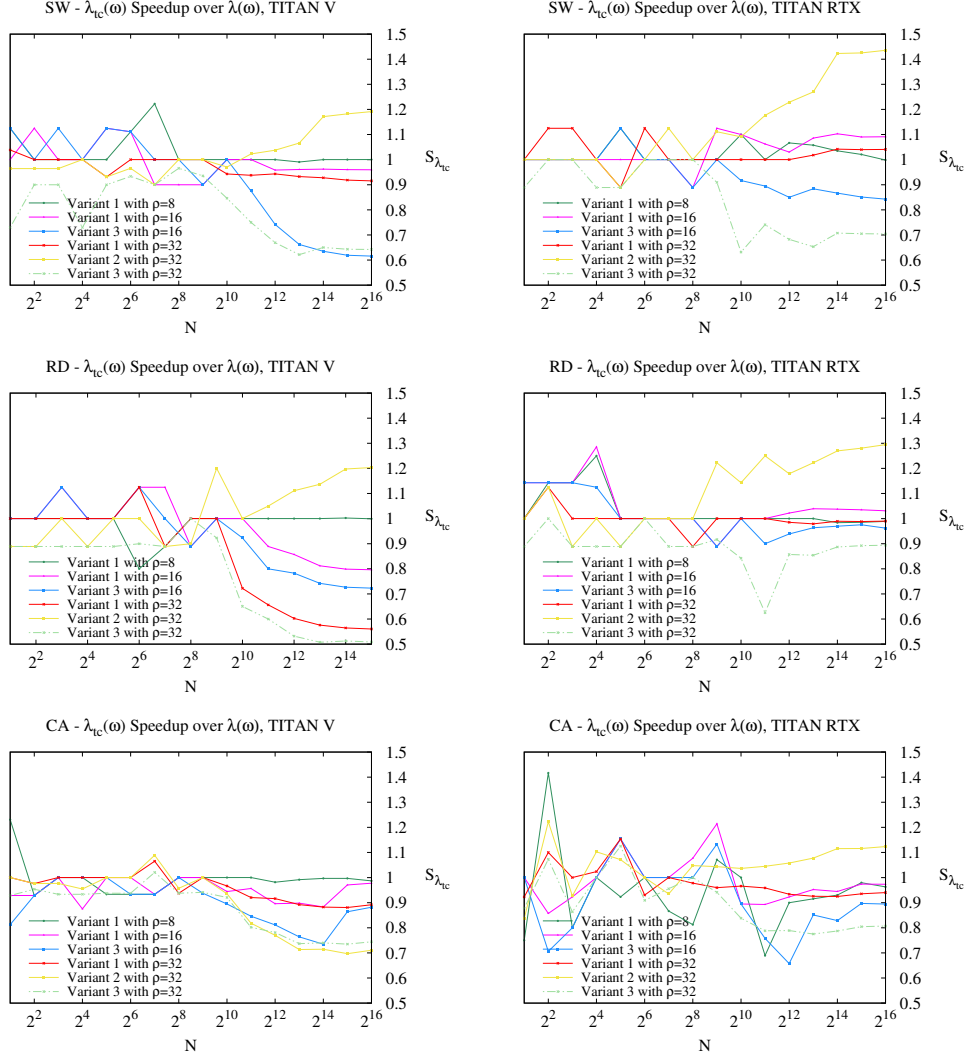 SW - λtc(ω) Speedup over λ(ω), TITAN V
1.5
1.4
1.3
1.2
1.1
1
0.9
0.8
0.7
0.6
0.5
Sλtc
Variant 1 with ρ=8
Variant 1 with ρ=16
Variant 3 with ρ=16
Variant 1 with ρ=32
Variant 2 with ρ=32
Variant 3 with ρ=32
2^2 2^4 2^6 2^8 2^10 2^12 2^14 2^16
N
SW - λtc(ω) Speedup over λ(ω), TITAN RTX
1.5
1.4
1.3
1.2
1.1
1
0.9
0.8
0.7
0.6
0.5
Sλtc
Variant 1 with ρ=8
Variant 1 with ρ=16
Variant 3 with ρ=16
Variant 1 with ρ=32
Variant 2 with ρ=32
Variant 3 with ρ=32
2^2 2^4 2^6 2^8 2^10 2^12 2^14 2^16
N
RD - λtc(ω) Speedup over λ(ω), TITAN V
1.5
1.4
1.3
1.2
1.1
1
0.9
0.8
0.7
0.6
0.5
Sλtc
Variant 1 with ρ=8
Variant 1 with ρ=16
Variant 3 with ρ=16
Variant 1 with ρ=32
Variant 2 with ρ=32
Variant 3 with ρ=32
2^2 2^4 2^6 2^8 2^10 2^12 2^14
N
RD - λtc(ω) Speedup over λ(ω), TITAN RTX
1.5
1.4
1.3
1.2
1.1
1
0.9
0.8
0.7
0.6
0.5
Sλtc
Variant 1 with ρ=8
Variant 1 with ρ=16
Variant 3 with ρ=16
Variant 1 with ρ=32
Variant 2 with ρ=32
Variant 3 with ρ=32
2^2 2^4 2^6 2^8 2^10 2^12 2^14 2^16
N
CA - λtc(ω) Speedup over λ(ω), TITAN V
1.5
1.4
1.3
1.2
1.1
1
0.9
0.8
0.7
0.6
0.5
Sλtc
Variant 1 with ρ=8
Variant 1 with ρ=16
Variant 3 with ρ=16
Variant 1 with ρ=32
Variant 2 with ρ=32
Variant 3 with ρ=32
2^2 2^4 2^6 2^8 2^10 2^12 2^14 2^16
N
CA - λtc(ω) Speedup over λ(ω), TITAN RTX
1.5
1.4
1.3
1.2
1.1
1
0.9
0.8
0.7
0.6
0.5
Sλtc
Variant 1 with ρ=8
Variant 1 with ρ=16
Variant 3 with ρ=16
Variant 1 with ρ=32
Variant 2 with ρ=32
Variant 3 with ρ=32
2^2 2^4 2^6 2^8 2^10 2^12 2^14 2^16
N